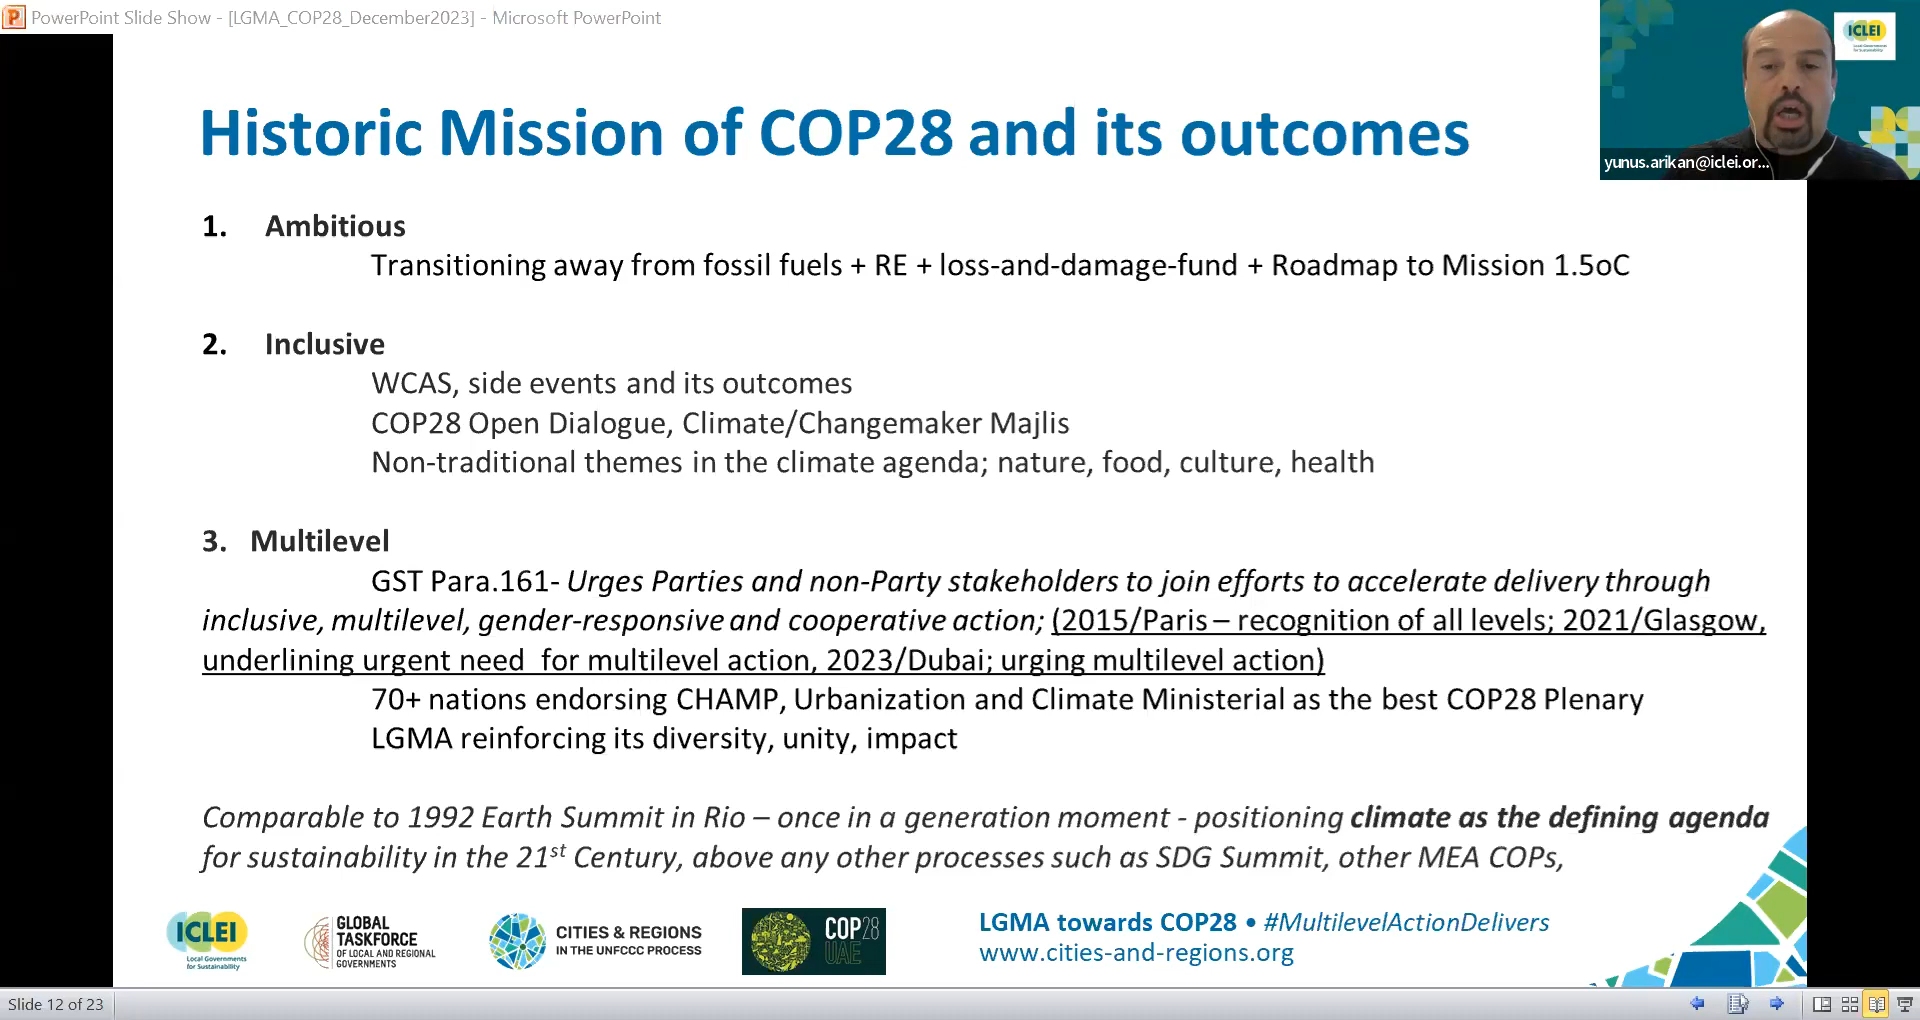 PowerPoint Slide Show - [LGMA_COP28_December2023] - Microsoft PowerPoint
ICLEI
Local Governments
for Sustainability
yunus.arikan@iclei.or...
Historic Mission of COP28 and its outcomes
1. Ambitious
Transitioning away from fossil fuels + RE + loss-and-damage-fund + Roadmap to Mission 1.5oC
2. Inclusive
WCAS, side events and its outcomes
COP28 Open Dialogue, Climate/Changemaker Majlis
Non-traditional themes in the climate agenda; nature, food, culture, health
3. Multilevel
GST Para.161- Urges Parties and non-Party stakeholders to join efforts to accelerate delivery through
inclusive, multilevel, gender-responsive and cooperative action; (2015/Paris – recognition of all levels; 2021/Glasgow,
underlining urgent need for multilevel action, 2023/Dubai; urging multilevel action)
70+ nations endorsing CHAMP, Urbanization and Climate Ministerial as the best COP28 Plenary
LGMA reinforcing its diversity, unity, impact
Comparable to 1992 Earth Summit in Rio – once in a generation moment - positioning climate as the defining agenda
for sustainability in the 21st Century, above any other processes such as SDG Summit, other MEA COPs,
ICLEI
Local Governments
for Sustainability
GLOBAL
TASKFORCE
OF LOCAL AND REGIONAL
GOVERNMENTS
CITIES & REGIONS
IN THE UNFCCC PROCESS
COP28
UAE
LGMA towards COP28 • #MultilevelActionDelivers
www.cities-and-regions.org
Slide 12 of 23